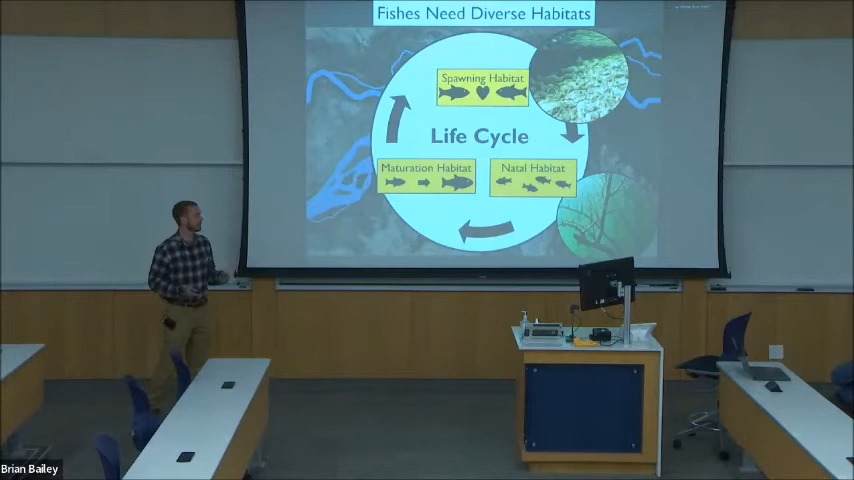 Fishes Need Diverse Habitats
Spawning Habitat
Life Cycle
Maturation Habitat
Natal Habitat
Brian Bailey